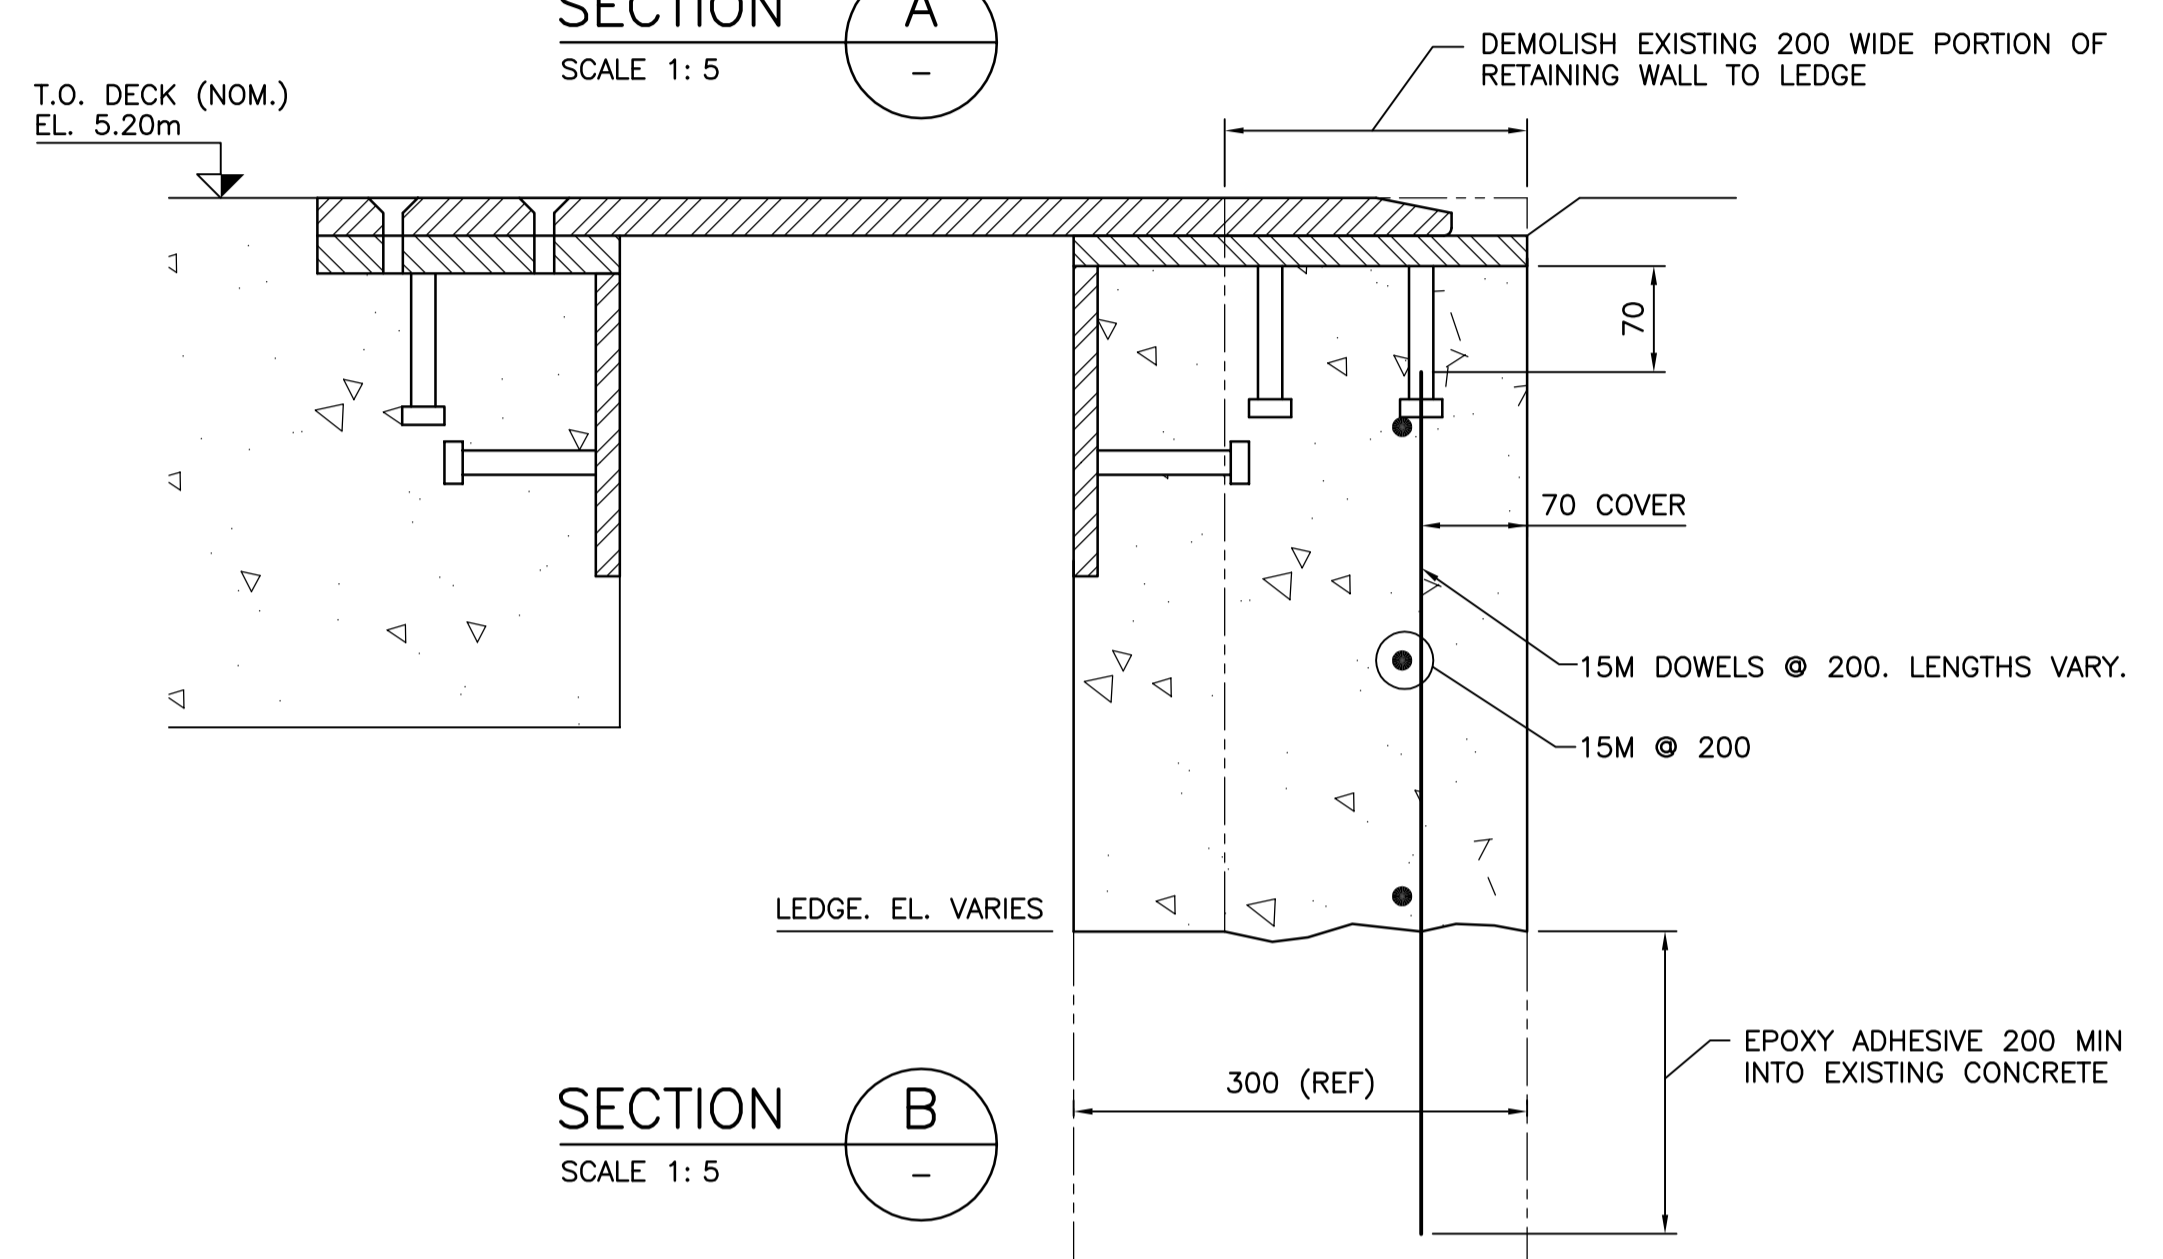 SECTION A
SCALE 1:5
–
DEMOLISH EXISTING 200 WIDE PORTION OF
RETAINING WALL TO LEDGE
T.O. DECK (NOM.)
EL. 5.20m
70
70 COVER
15M DOWELS @ 200. LENGTHS VARY.
15M @ 200
LEDGE. EL. VARIES
EPOXY ADHESIVE 200 MIN
INTO EXISTING CONCRETE
300 (REF)
SECTION B
SCALE 1:5
–